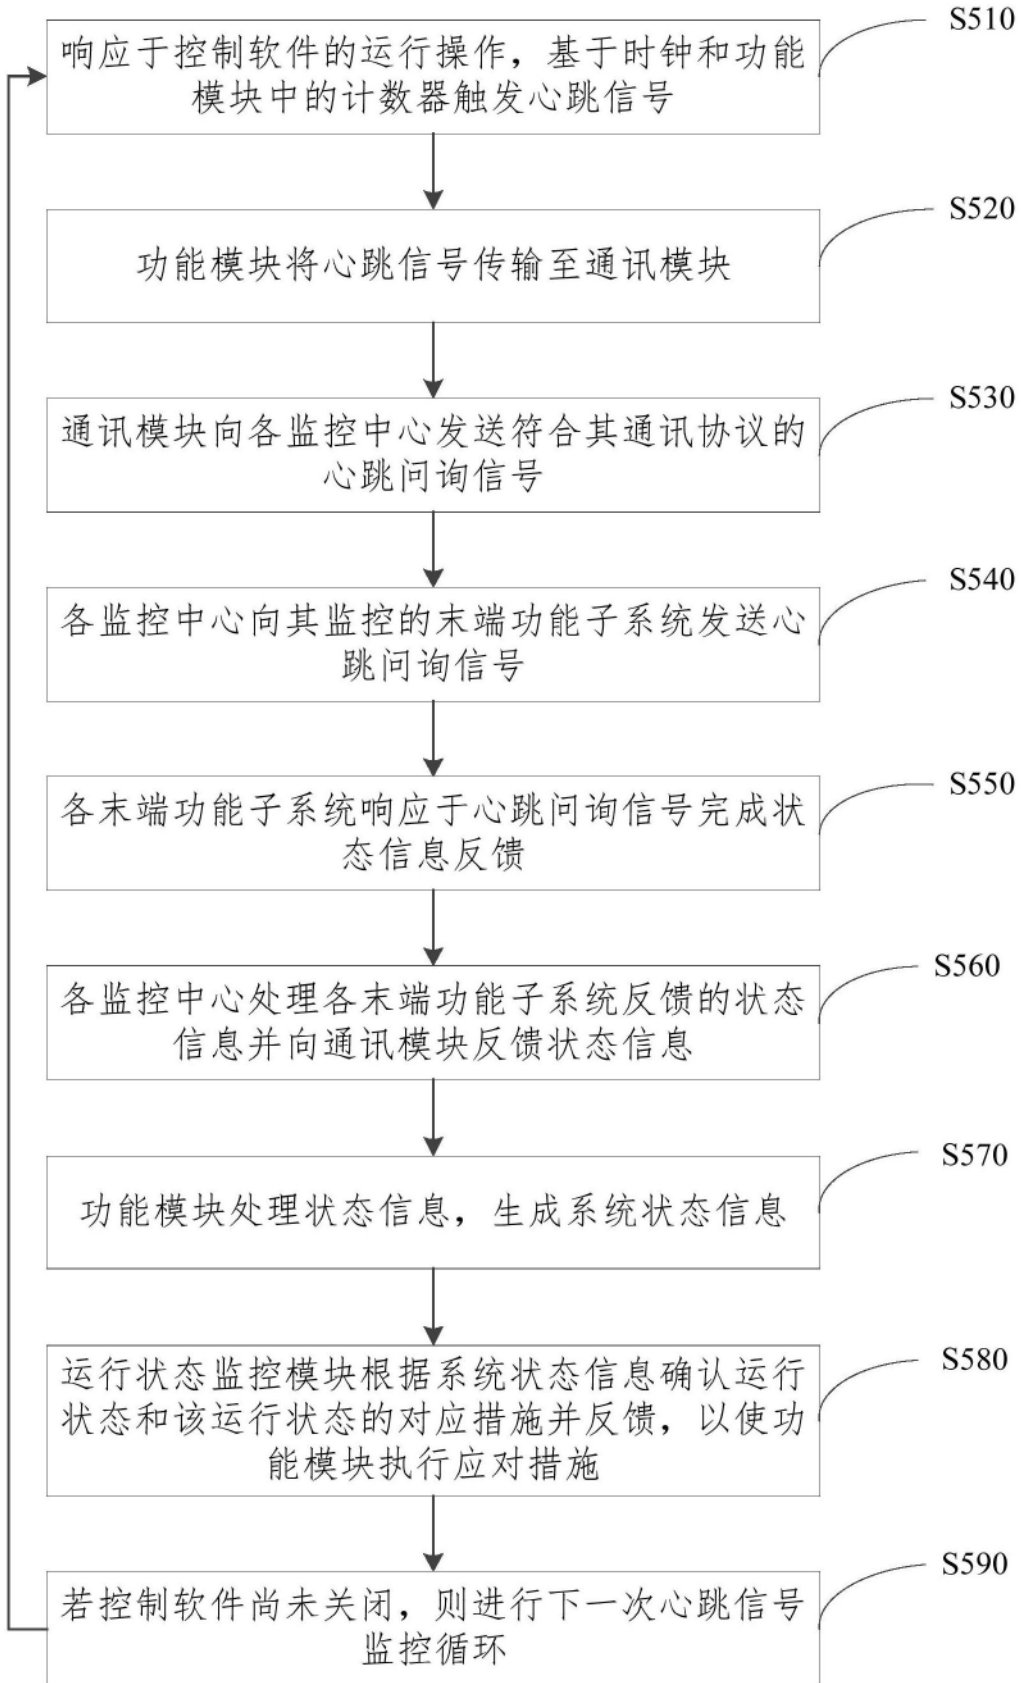 S510
响应于控制软件的运行操作，基于时钟和功能
模块中的计数器触发心跳信号
S520
功能模块将心跳信号传输至通讯模块
S530
通讯模块向各监控中心发送符合其通讯协议的
心跳问询信号
S540
各监控中心向其监控的末端功能子系统发送心
跳问询信号
S550
各末端功能子系统响应于心跳问询信号完成状
态信息反馈
S560
各监控中心处理各末端功能子系统反馈的状态
信息并向通讯模块反馈状态信息
S570
功能模块处理状态信息，生成系统状态信息
S580
运行状态监控模块根据系统状态信息确认运行
状态和该运行状态的对应措施并反馈，以使功
能模块执行应对措施
S590
若控制软件尚未关闭，则进行下一次心跳信号
监控循环